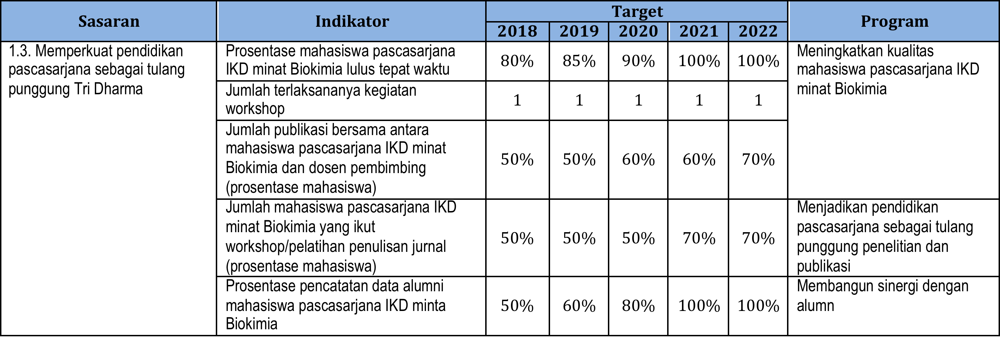 Sasaran
Indikator
Target
Program
2018
2019
2020
2021
2022
1.3. Memperkuat pendidikan
pascasarjana sebagai tulang
punggung Tri Dharma
Prosentase mahasiswa pascasarjana
IKD minat Biokimia lulus tepat waktu
80%
85%
90%
100%
100%
Meningkatkan kualitas
mahasiswa pascasarjana IKD
minat Biokimia
Jumlah terlaksananya kegiatan
workshop
1
1
1
1
1
Jumlah publikasi bersama antara
mahasiswa pascasarjana IKD minat
Biokimia dan dosen pembimbing
(prosentase mahasiswa)
50%
50%
60%
60%
70%
Jumlah mahasiswa pascasarjana IKD
minat Biokimia yang ikut
workshop/pelatihan penulisan jurnal
(prosentase mahasiswa)
50%
50%
50%
70%
70%
Menjadikan pendidikan
pascasarjana sebagai tulang
punggung penelitian dan
publikasi
Prosentase pencatatan data alumni
mahasiswa pascasarjana IKD minta
Biokimia
50%
60%
80%
100%
100%
Membangun sinergi dengan
alumn